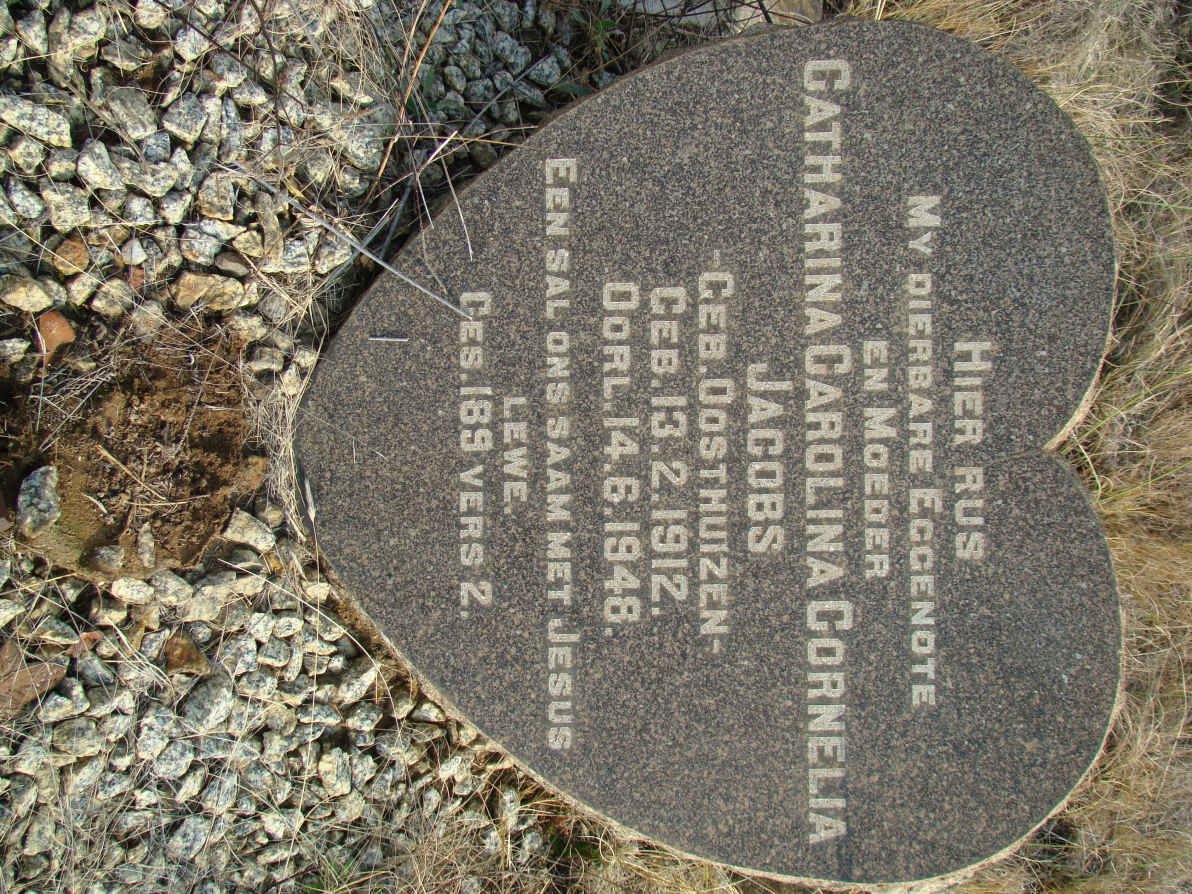 HIER RUS
MY DIERBARE EGGENOTE
EN MOEDER
CATHARINA CAROLINA CORNELIA
JACOBS
-GEB. OOSTHUIZEN-
GEB. 13.2.1912.
OORL. 14.6.1948.
EEN SAL ONS SAAM MET JESUS
LEWE.
GES 189 VERS 2.